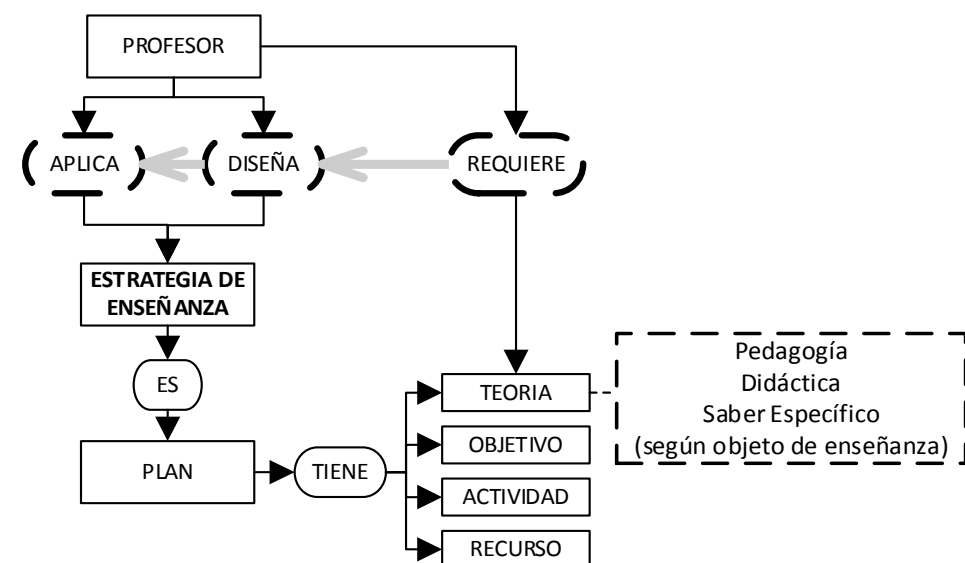 PROFESOR
APLICA
DISEÑA
REQUIERE
ESTRATEGIA DE
ENSEÑANZA
ES
PLAN
TIENE
TEORIA
OBJETIVO
ACTIVIDAD
RECURSO
Pedagogía
Didáctica
Saber Específico
(según objeto de enseñanza)